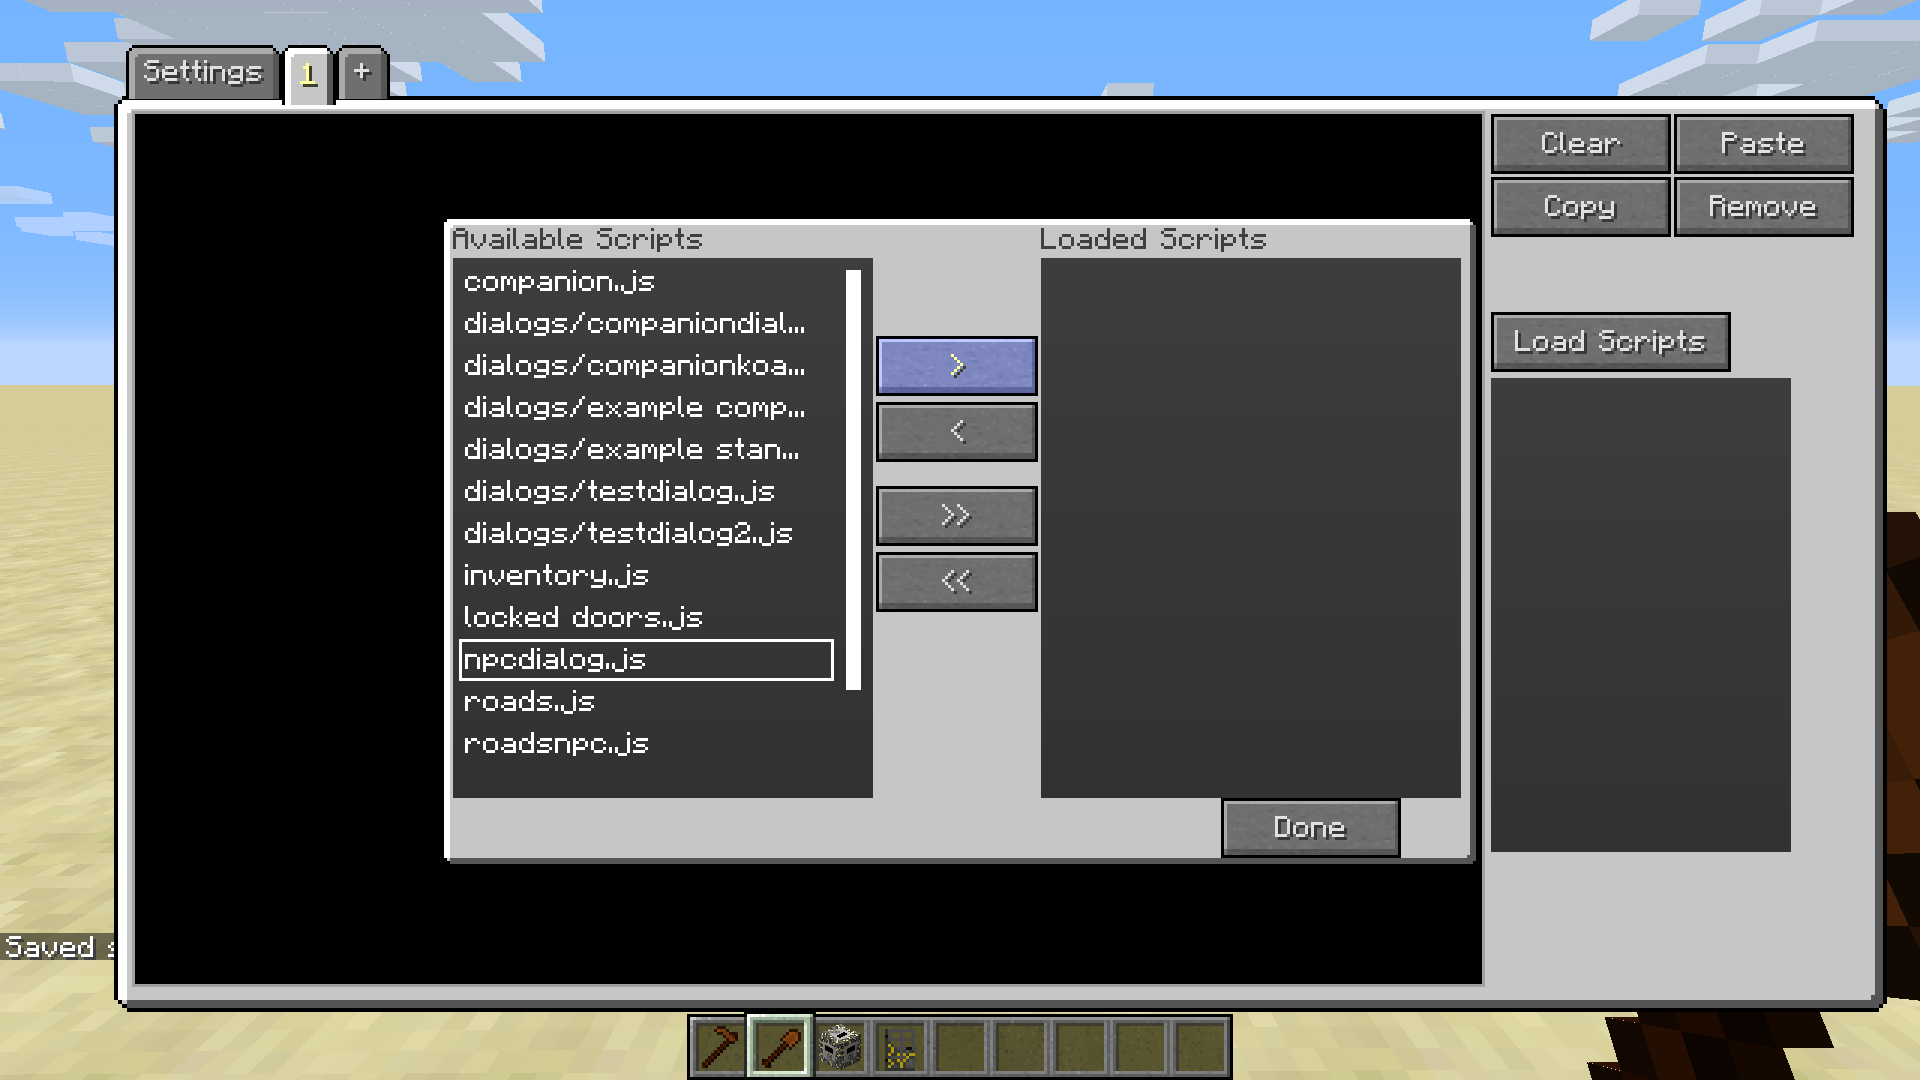 Settings
1
+
Clear
Paste
Copy
Remove
Available Scripts
Loaded Scripts
companion.js
dialogs/companiondial...
dialogs/companionkoa...
dialogs/example comp...
dialogs/example stan...
dialogs/testdialog.js
dialogs/testdialog2.js
inventory.js
locked doors.js
npcdialog.js
roads.js
roadsnpc.js
>
<
>>
<<
Load Scripts
Done
Saved s